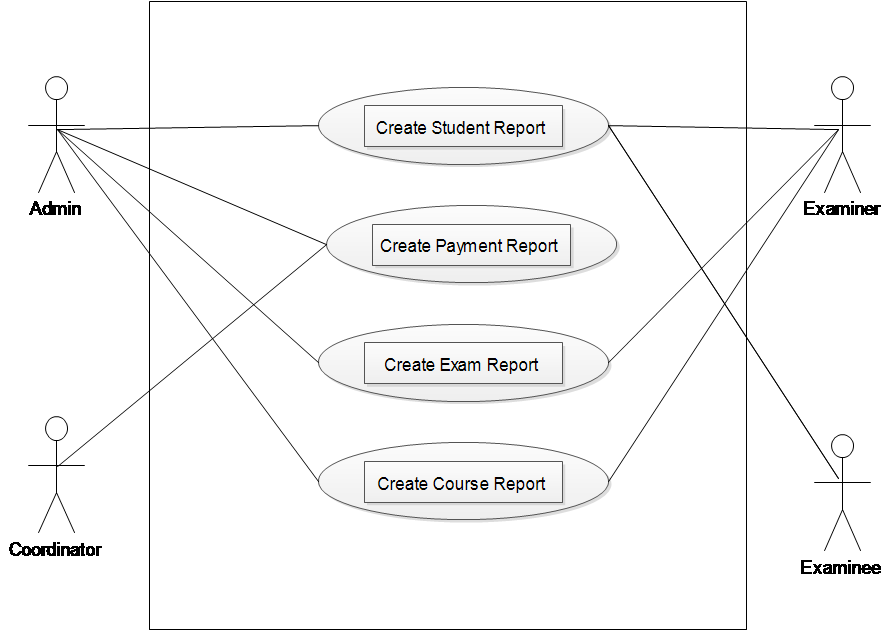 Create Student Report
Admin
Examiner
Create Payment Report
Create Exam Report
Create Course Report
Coordinator
Examinee